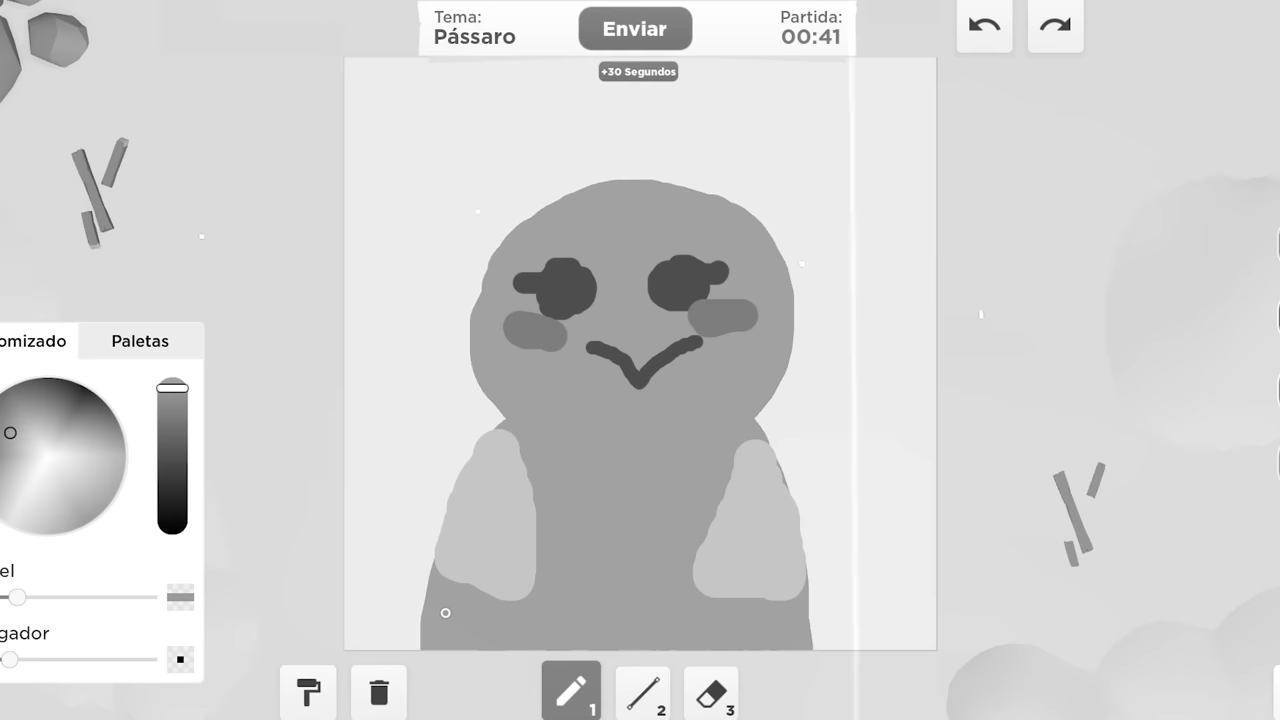 Tema:
Pássaro
Enviar
Partida:
00:41
+30 Segundos
omizado
Paletas
el
gador
1
2
3